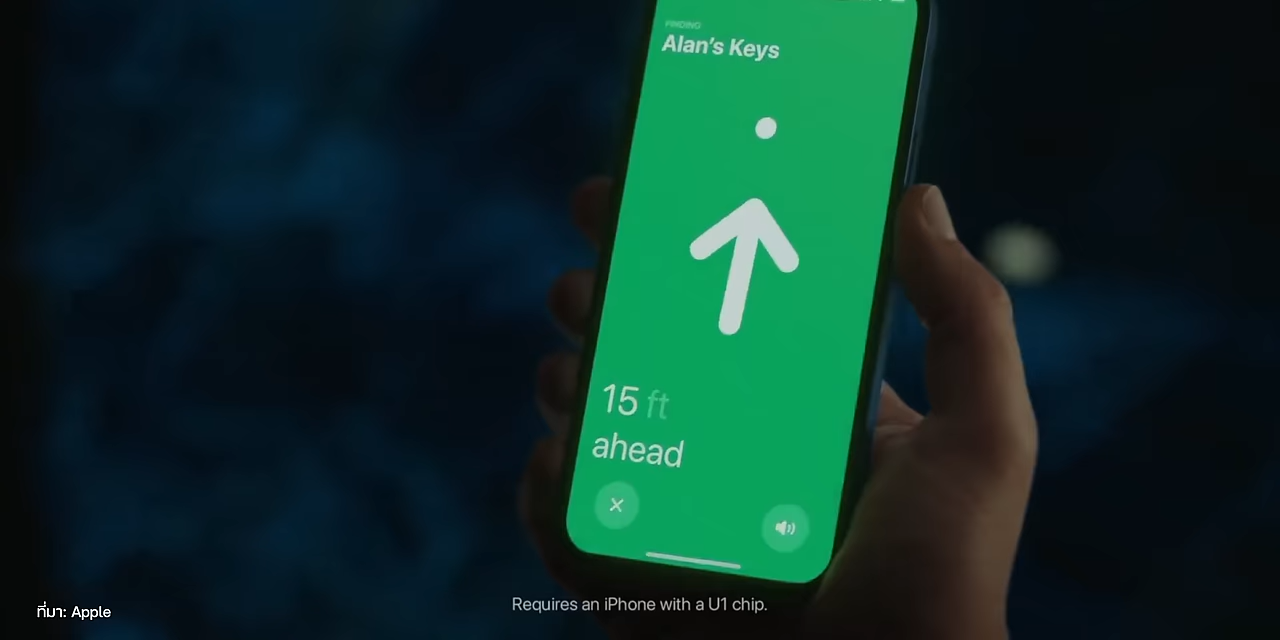 FINDING
Alan's Keys
15 ft
ahead
Requires an iPhone with a U1 chip.
ที่มา: Apple